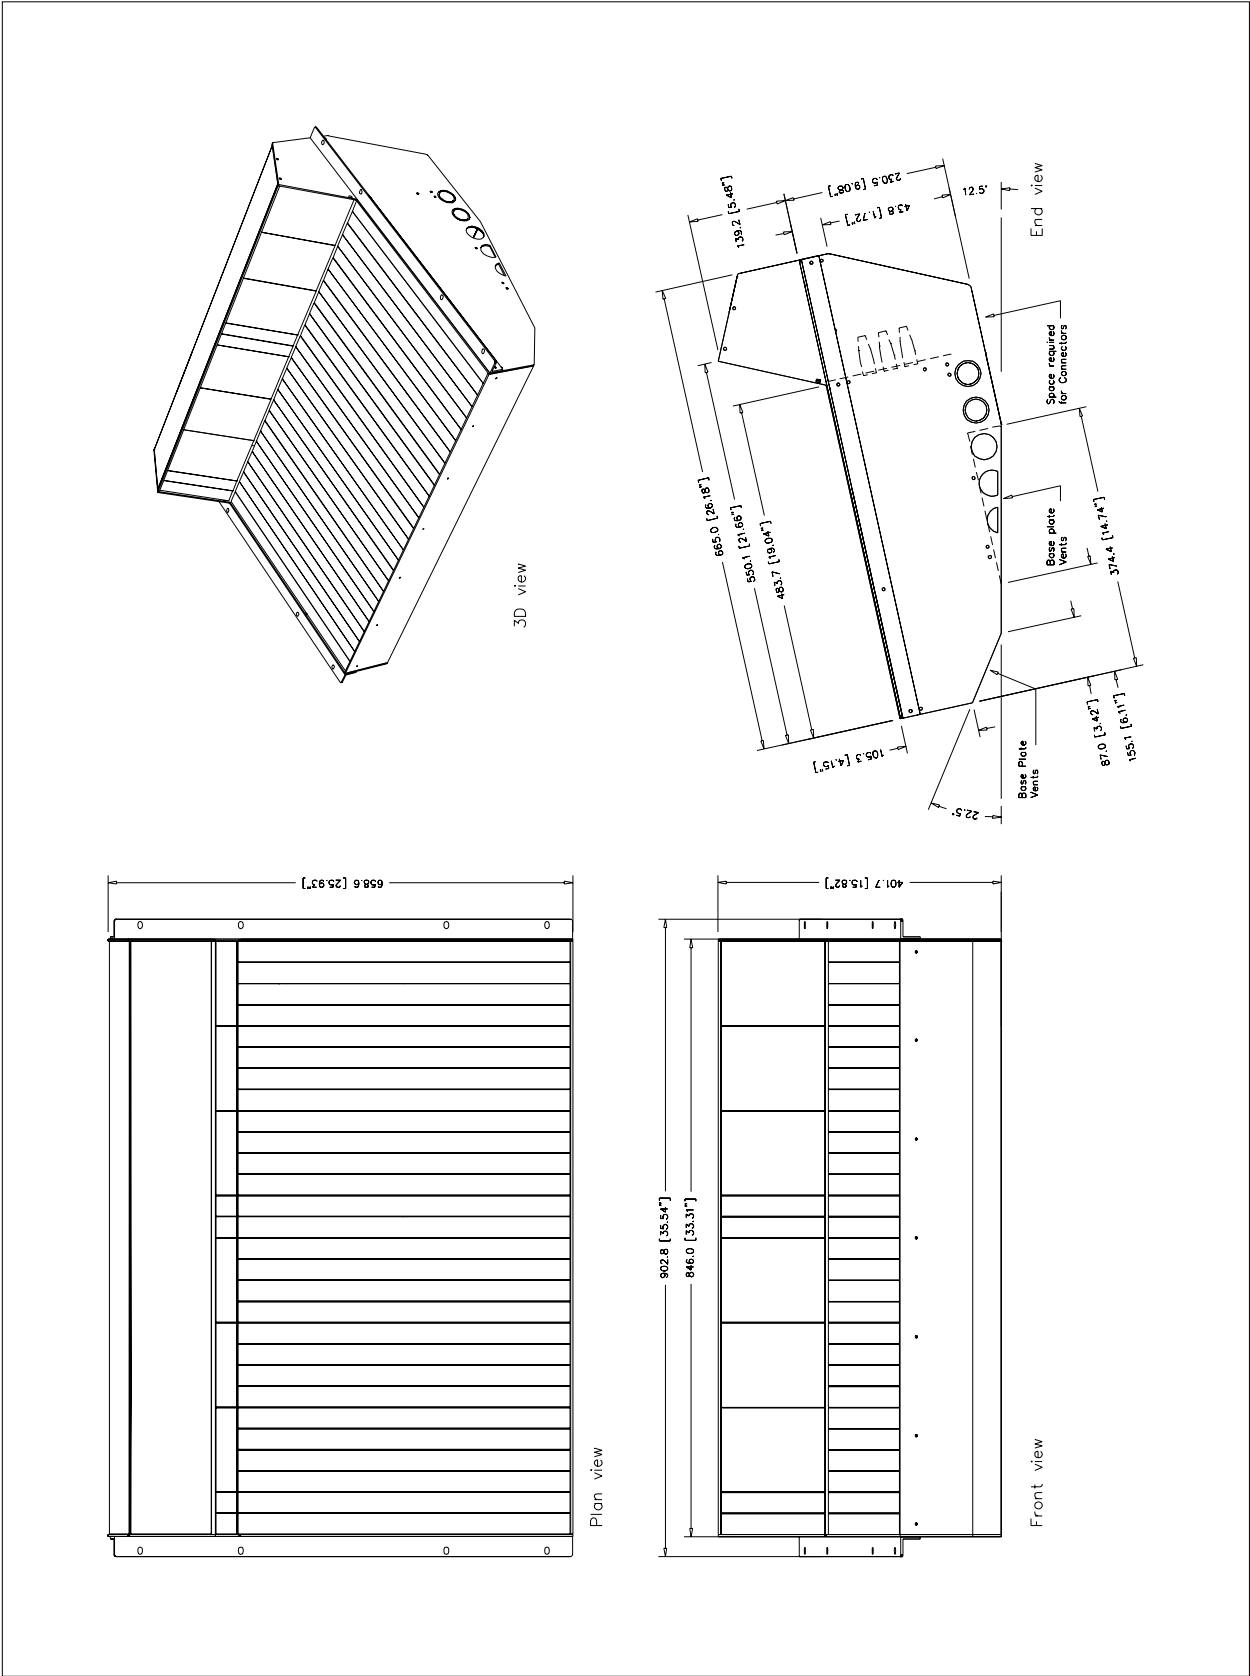 3D view
139.2 [5.48"]
230.5 [9.08"]
43.8 [1.72"]
12.5°
End view
665.0 [26.18"]
550.1 [21.66"]
483.7 [19.04"]
105.3 [4.15"]
22.5°
Space required
for Connectors
Base plate
Vents
374.4 [14.74"]
Base Plate
Vents
87.0 [3.42"]
155.1 [6.11"]
658.6 [25.93"]
Plan view
401.7 [15.82"]
902.8 [35.54"]
846.0 [33.31"]
Front view